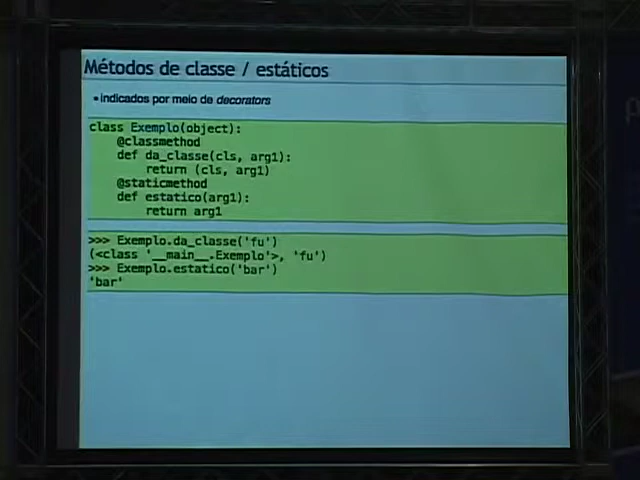 Métodos de classe / estáticos
•indicados por meio de decorators
class Exemplo(object):
    @classmethod
    def da_classe(cls, arg1):
        return (cls, arg1)
    @staticmethod
    def estatico(arg1):
        return arg1
>>> Exemplo.da_classe('fu')
(<class '__main__.Exemplo'>, 'fu')
>>> Exemplo.estatico('bar')
'bar'